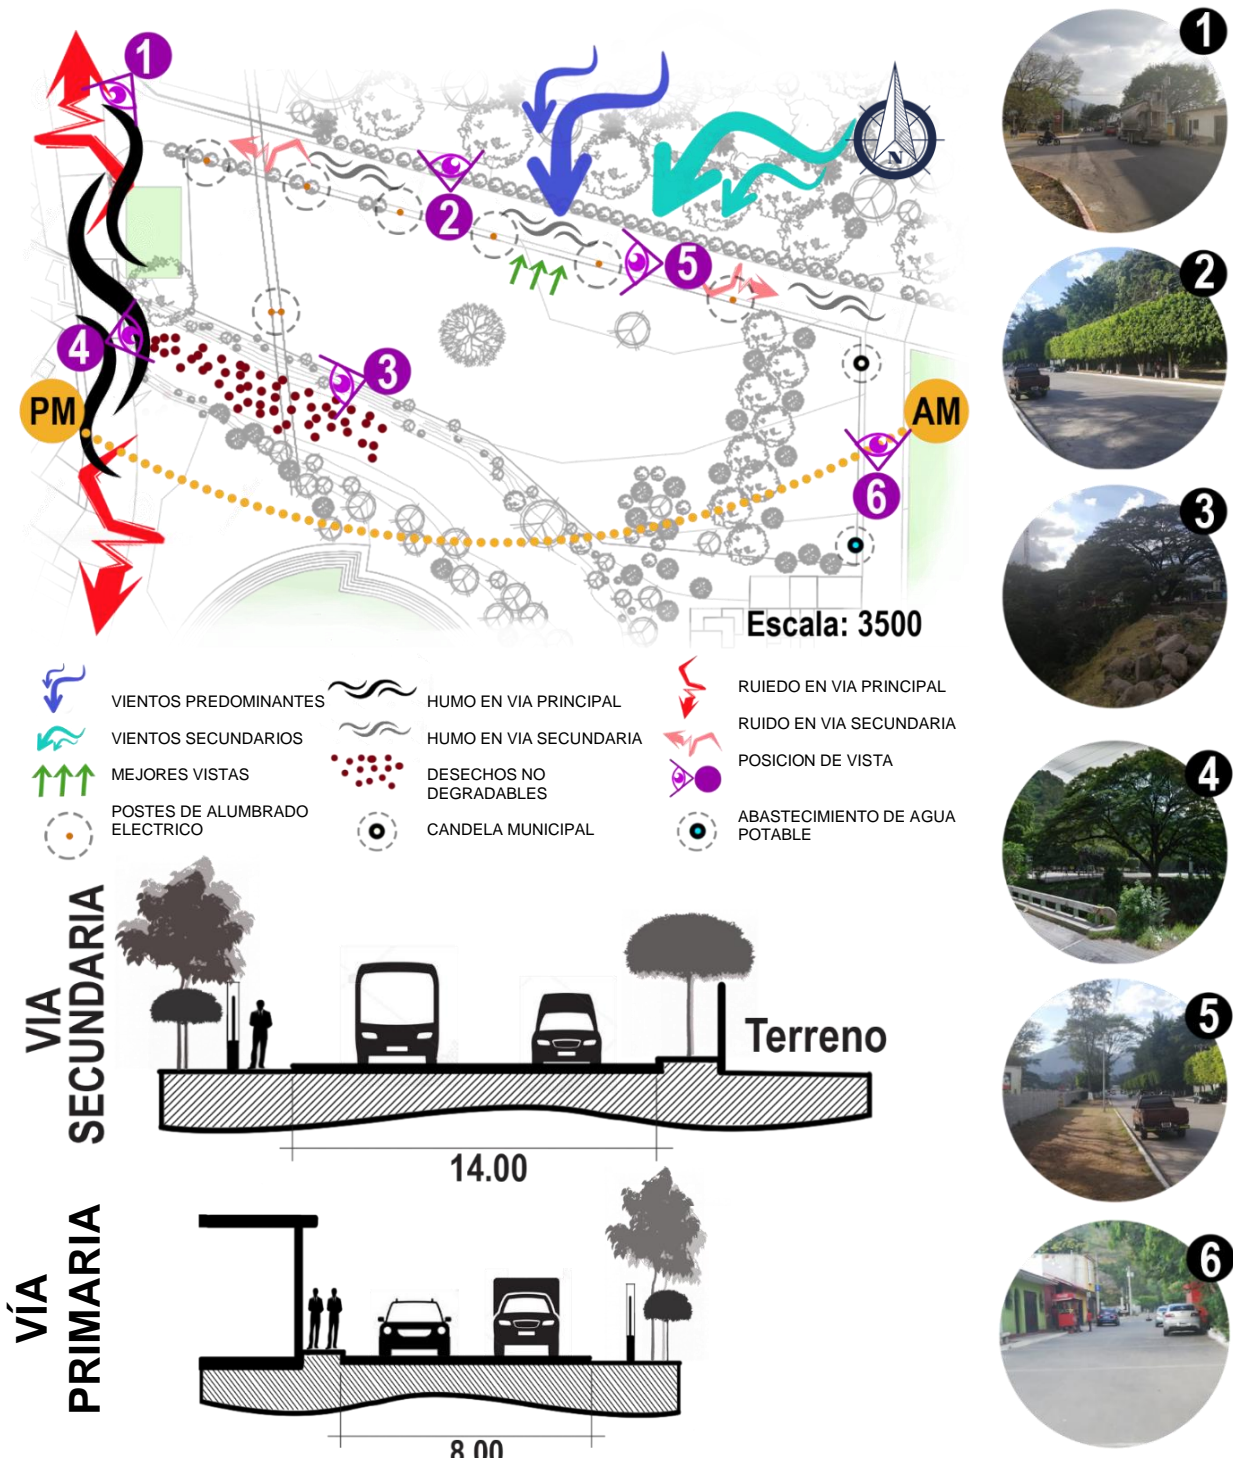 1
1
2
N
2
5
3
4
3
PM
AM
6
Escala: 3500
VIENTOS PREDOMINANTES
HUMO EN VIA PRINCIPAL
RUIEDO EN VIA PRINCIPAL
VIENTOS SECUNDARIOS
HUMO EN VIA SECUNDARIA
RUIDO EN VIA SECUNDARIA
MEJORES VISTAS
DESECHOS NO
DEGRADABLES
POSICION DE VISTA
POSTES DE ALUMBRADO
ELECTRICO
CANDELA MUNICIPAL
ABASTECIMIENTO DE AGUA
POTABLE
4
VIA
SECUNDARIA
Terreno
14.00
5
VÍA
PRIMARIA
8.00
6